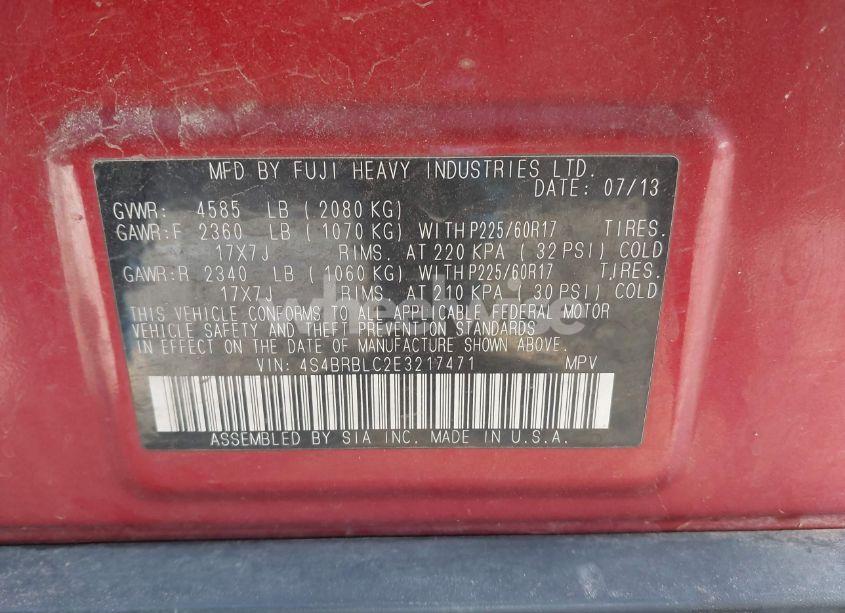 MFD BY FUJI HEAVY INDUSTRIES LTD.
DATE: 07/13
GVWR: 4585 LB ( 2080 KG)
GAWR:F 2360 LB ( 1070 KG) WITH P225/60R17 TIRES.
17X7J RIMS. AT 220 KPA ( 32 PSI) COLD
GAWR:R 2340 LB ( 1060 KG) WITH P225/60R17 TIRES.
17X7J RIMS. AT 210 KPA ( 30 PSI) COLD
THIS VEHICLE CONFORMS TO ALL APPLICABLE FEDERAL MOTOR
VEHICLE SAFETY AND THEFT PREVENTION STANDARDS
IN EFFECT ON THE DATE OF MANUFACTURE SHOWN ABOVE.
VIN: 4S4BRBLC2E3217471 MPV
ASSEMBLED BY SIA INC. MADE IN U.S.A.